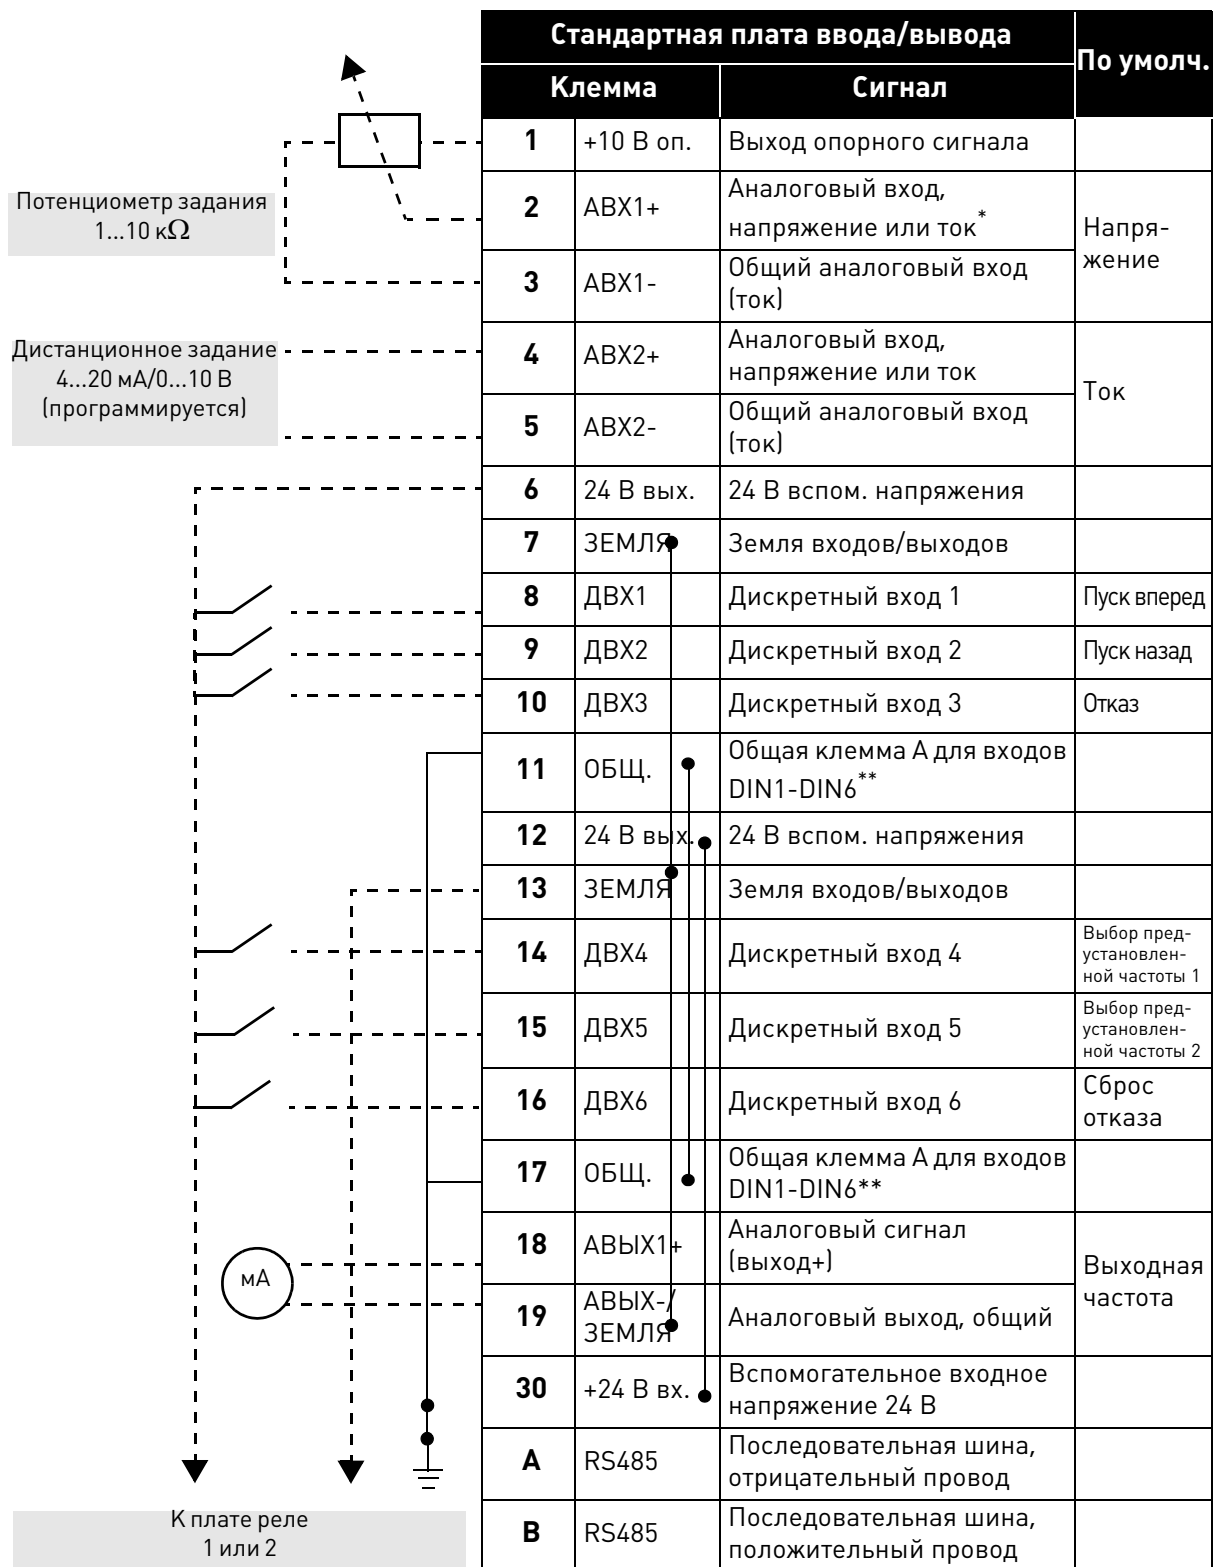 Стандартная плата ввода/вывода
По умолч.
Клемма
Сигнал
1
+10 В оп.
Выход опорного сигнала
Потенциометр задания
1...10 кΩ
2
АВХ1+
Аналоговый вход,
напряжение или ток*
Напря-
жение
3
АВХ1-
Общий аналоговый вход
(ток)
Дистанционное задание
4...20 мА/0...10 В
(программируется)
4
АВХ2+
Аналоговый вход,
напряжение или ток
Ток
5
АВХ2-
Общий аналоговый вход
(ток)
6
24 В вых.
24 В вспом. напряжения
7
ЗЕМЛЯ
Земля входов/выходов
8
ДВХ1
Дискретный вход 1
Пуск вперед
9
ДВХ2
Дискретный вход 2
Пуск назад
10
ДВХ3
Дискретный вход 3
Отказ
11
ОБЩ.
Общая клемма А для входов
DIN1-DIN6**
12
24 В вых.
24 В вспом. напряжения
13
ЗЕМЛЯ
Земля входов/выходов
14
ДВХ4
Дискретный вход 4
Выбор пред-
установлен-
ной частоты 1
15
ДВХ5
Дискретный вход 5
Выбор пред-
установлен-
ной частоты 2
16
ДВХ6
Дискретный вход 6
Сброс
отказа
17
ОБЩ.
Общая клемма А для входов
DIN1-DIN6**
мА
18
АВЫХ1+
Аналоговый сигнал
(выход+)
Выходная
частота
19
АВЫХ-/
ЗЕМЛЯ
Аналоговый выход, общий
30
+24 В вх.
Вспомогательное входное
напряжение 24 В
A
RS485
Последовательная шина,
отрицательный провод
К плате реле
1 или 2
B
RS485
Последовательная шина,
положительный провод